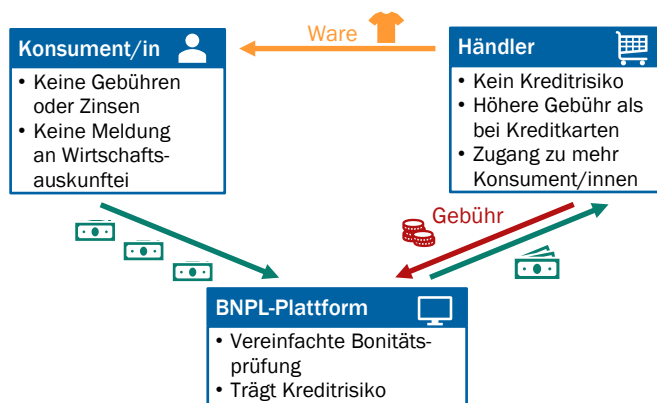 Ware
Konsument/in
• Keine Gebühren
oder Zinsen
• Keine Meldung
an Wirtschafts-
auskunftei
Händler
• Kein Kreditrisiko
• Höhere Gebühr als
bei Kreditkarten
• Zugang zu mehr
Konsument/innen
Gebühr
BNPL-Plattform
• Vereinfachte Bonitäts-
prüfung
• Trägt Kreditrisiko